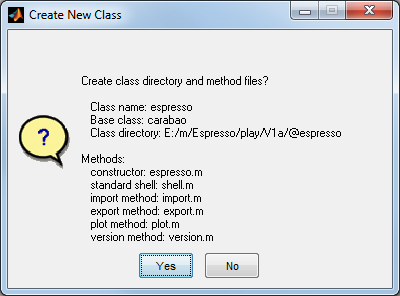 Create New Class
Create class directory and method files?
Class name: espresso
Base class: carabao
Class directory: E:/m/Espresso/play/V1a/@espresso
Methods:
constructor: espresso.m
standard shell: shell.m
import method: import.m
export method: export.m
plot method: plot.m
version method: version.m
?
Yes
No